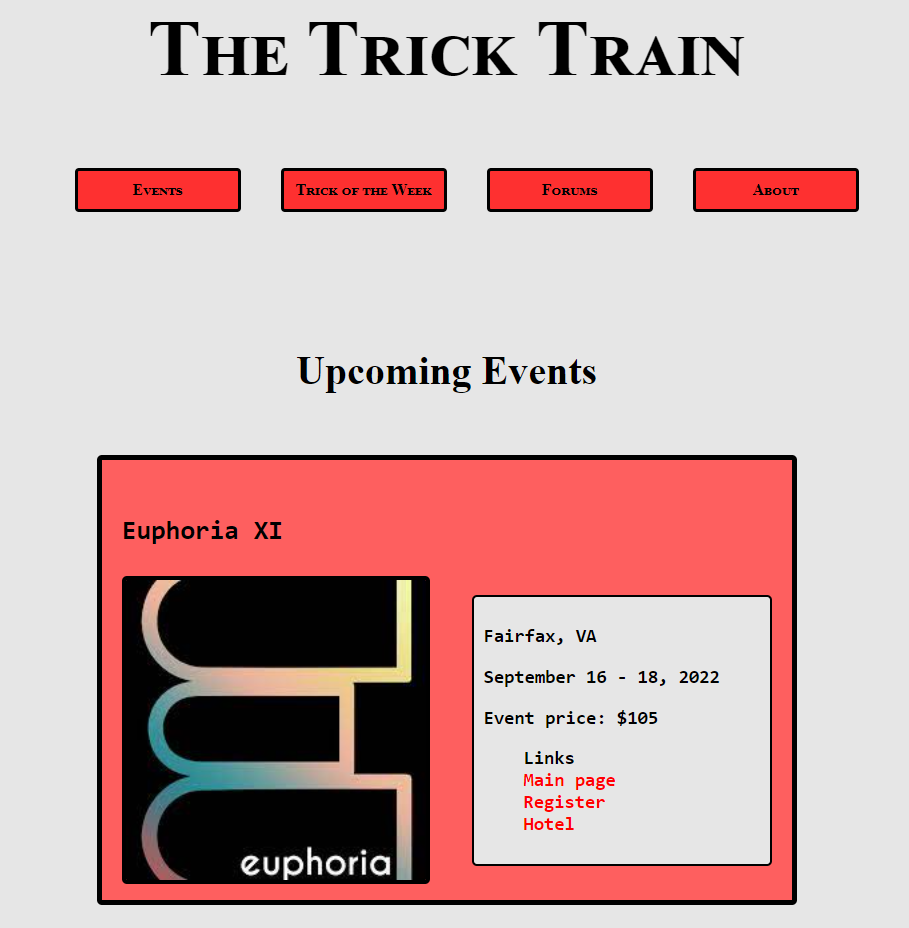 The Trick Train
Events
Trick of the Week
Forums
About
Upcoming Events
Euphoria XI
euphoria
Fairfax, VA
September 16 - 18, 2022
Event price: $105
Links
Main page
Register
Hotel